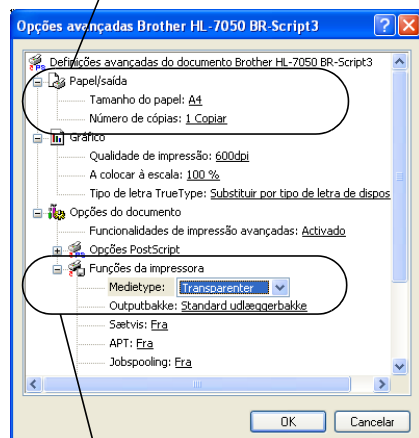 Opções avançadas Brother HL-7050 BR-Script3
Definições avançadas do documento Brother HL-7050 BR-Script3
Papel/saída
Tamanho do papel: A4
Número de cópias: 1 Copiar
Gráfico
Qualidade de impressão: 600dpi
A colocar à escala: 100 %
Tipo de letra TrueType: Substituir por tipo de letra de dispos
Opções do documento
Funcionalidades de impressão avançadas: Activado
Opções PostScript
Funções da impressora
Medietype: Transparenter
Outputbakke: Standard udlæggerbakke
Sætvis: Fra
APT: Fra
Jobspooling: Fra
OK
Cancelar